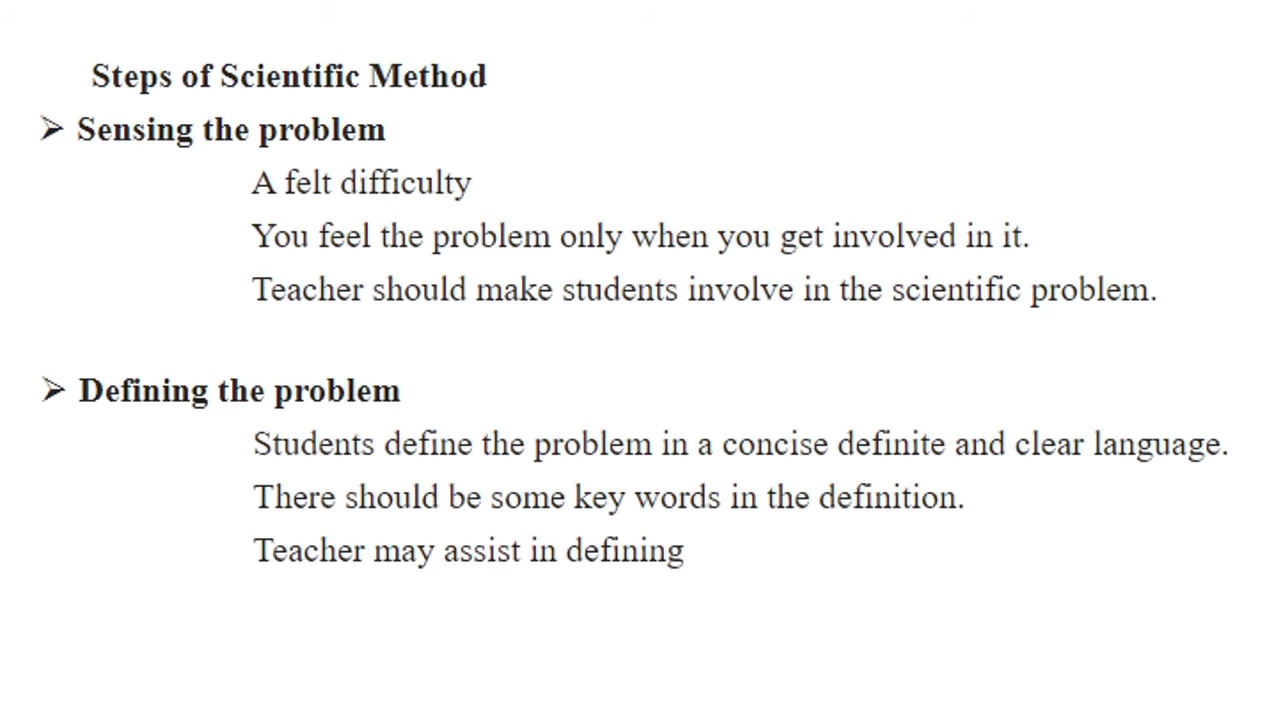 Steps of Scientific Method
➢ Sensing the problem
A felt difficulty
You feel the problem only when you get involved in it.
Teacher should make students involve in the scientific problem.
➢ Defining the problem
Students define the problem in a concise definite and clear language.
There should be some key words in the definition.
Teacher may assist in defining